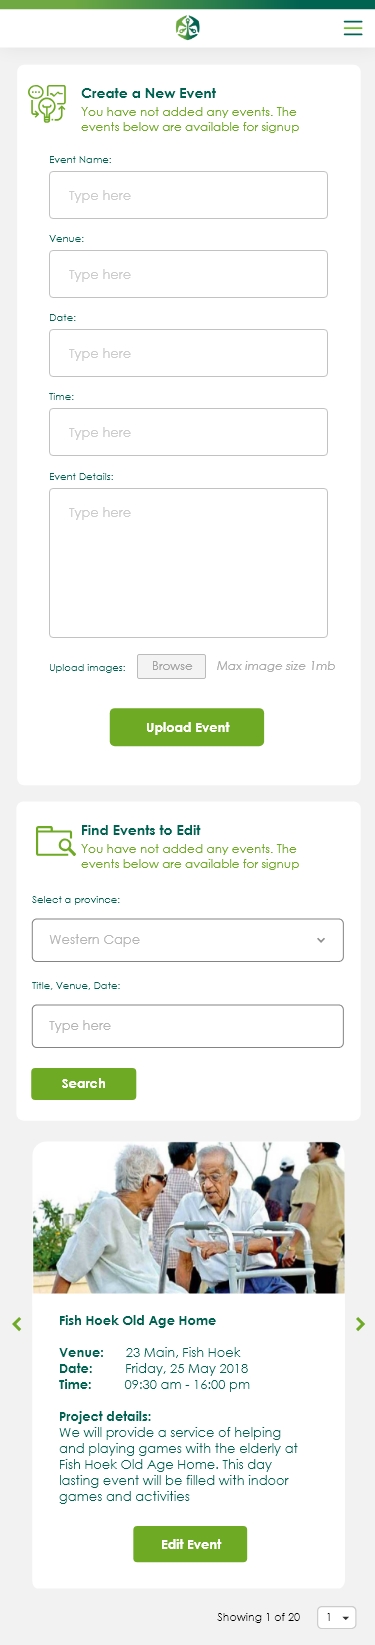 Create a New Event
You have not added any events. The
events below are available for signup
Event Name:
Type here
Venue:
Type here
Date:
Type here
Time:
Type here
Event Details:
Type here
Upload images: Browse Max image size 1mb
Upload Event
Find Events to Edit
You have not added any events. The
events below are available for signup
Select a province:
Western Cape
Title, Venue, Date:
Type here
Search
Fish Hoek Old Age Home
Venue: 23 Main, Fish Hoek
Date: Friday, 25 May 2018
Time: 09:30 am - 16:00 pm
Project details:
We will provide a service of helping
and playing games with the elderly at
Fish Hoek Old Age Home. This day
lasting event will be filled with indoor
games and activities
Edit Event
Showing 1 of 20 1